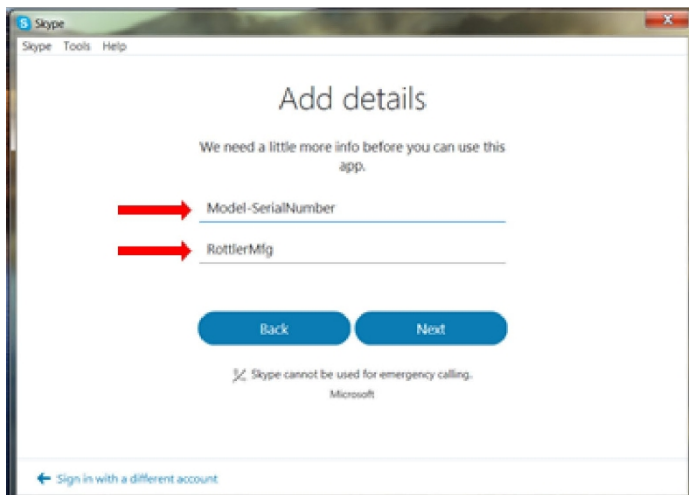 Skype
Skype Tools Help
Add details
We need a little more info before you can use this
app.
Model-SerialNumber
RottlerMfg
Back Next
Skype cannot be used for emergency calling.
Microsoft
Sign in with a different account